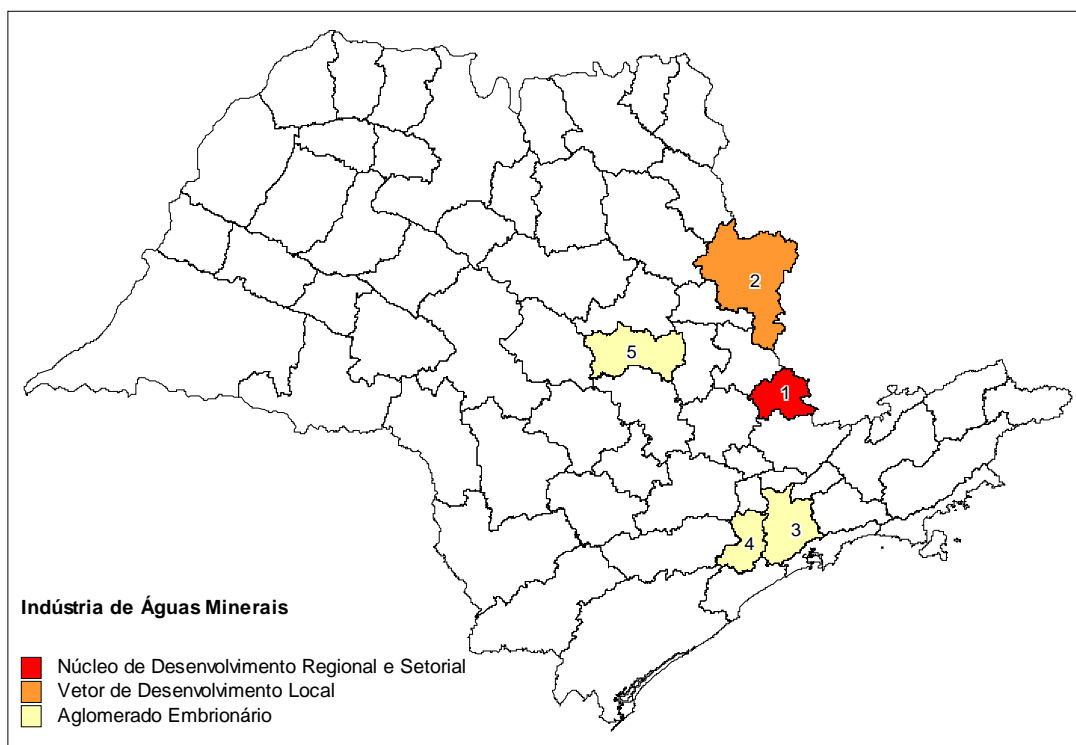 2
5
1
3
4
Indústria de Águas Minerais
Núcleo de Desenvolvimento Regional e Setorial
Vetor de Desenvolvimento Local
Aglomerado Embrionário